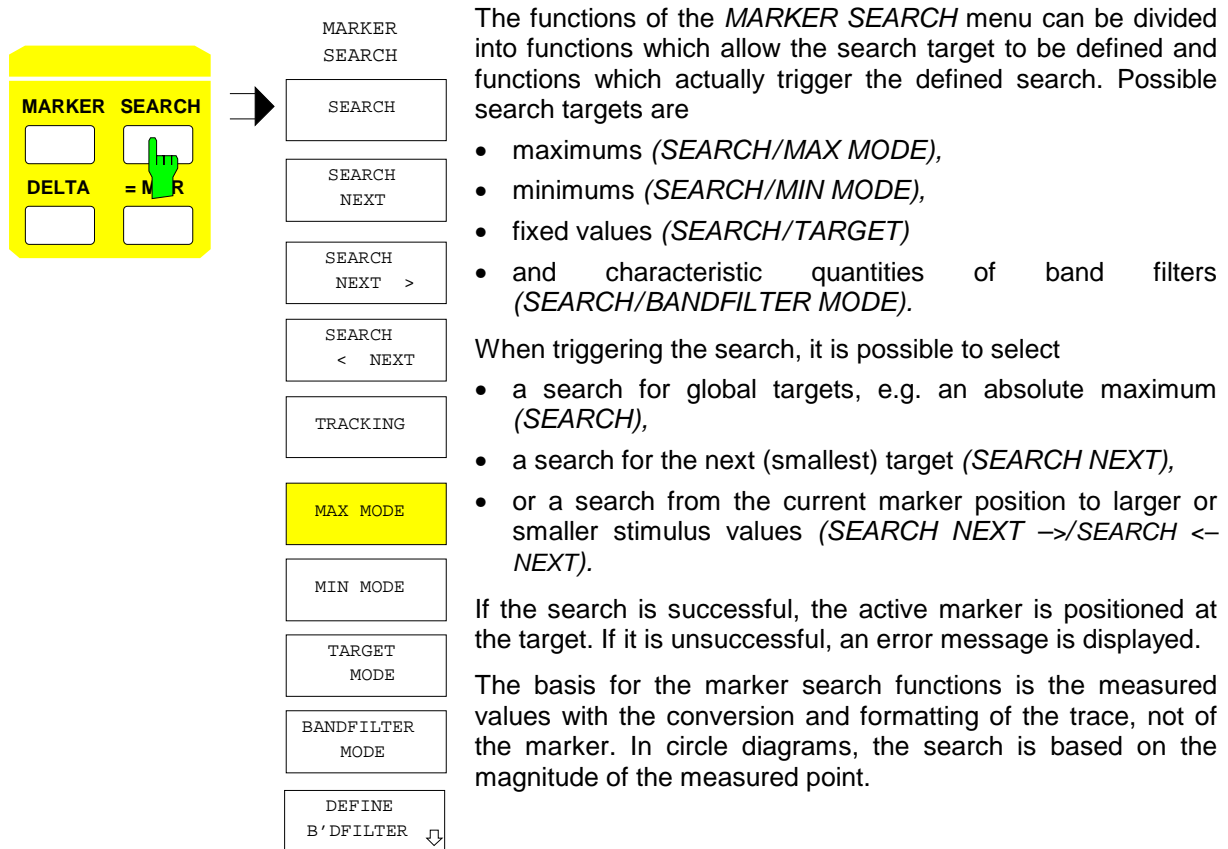 MARKER SEARCH
DELTA = M R
MARKER
SEARCH
SEARCH
SEARCH
NEXT
SEARCH
NEXT >
SEARCH
< NEXT
TRACKING
MAX MODE
MIN MODE
TARGET
MODE
BANDFILTER
MODE
DEFINE
B'DFILTER
The functions of the MARKER SEARCH menu can be divided
into functions which allow the search target to be defined and
functions which actually trigger the defined search. Possible
search targets are
• maximums (SEARCH/MAX MODE),
• minimums (SEARCH/MIN MODE),
• fixed values (SEARCH/TARGET)
• and characteristic quantities of band filters
(SEARCH/BANDFILTER MODE).
When triggering the search, it is possible to select
• a search for global targets, e.g. an absolute maximum
(SEARCH),
• a search for the next (smallest) target (SEARCH NEXT),
• or a search from the current marker position to larger or
smaller stimulus values (SEARCH NEXT –>/SEARCH <–
NEXT).
If the search is successful, the active marker is positioned at
the target. If it is unsuccessful, an error message is displayed.
The basis for the marker search functions is the measured
values with the conversion and formatting of the trace, not of
the marker. In circle diagrams, the search is based on the
magnitude of the measured point.